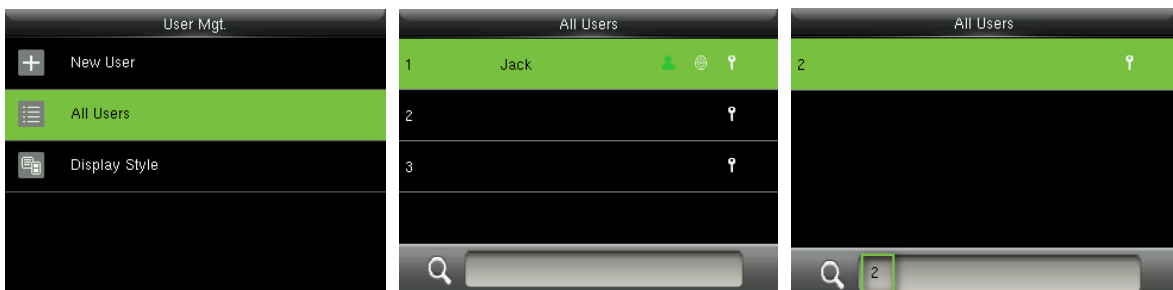 User Mgt.
New User
All Users
Display Style
All Users
1 Jack
2
3
All Users
2
2